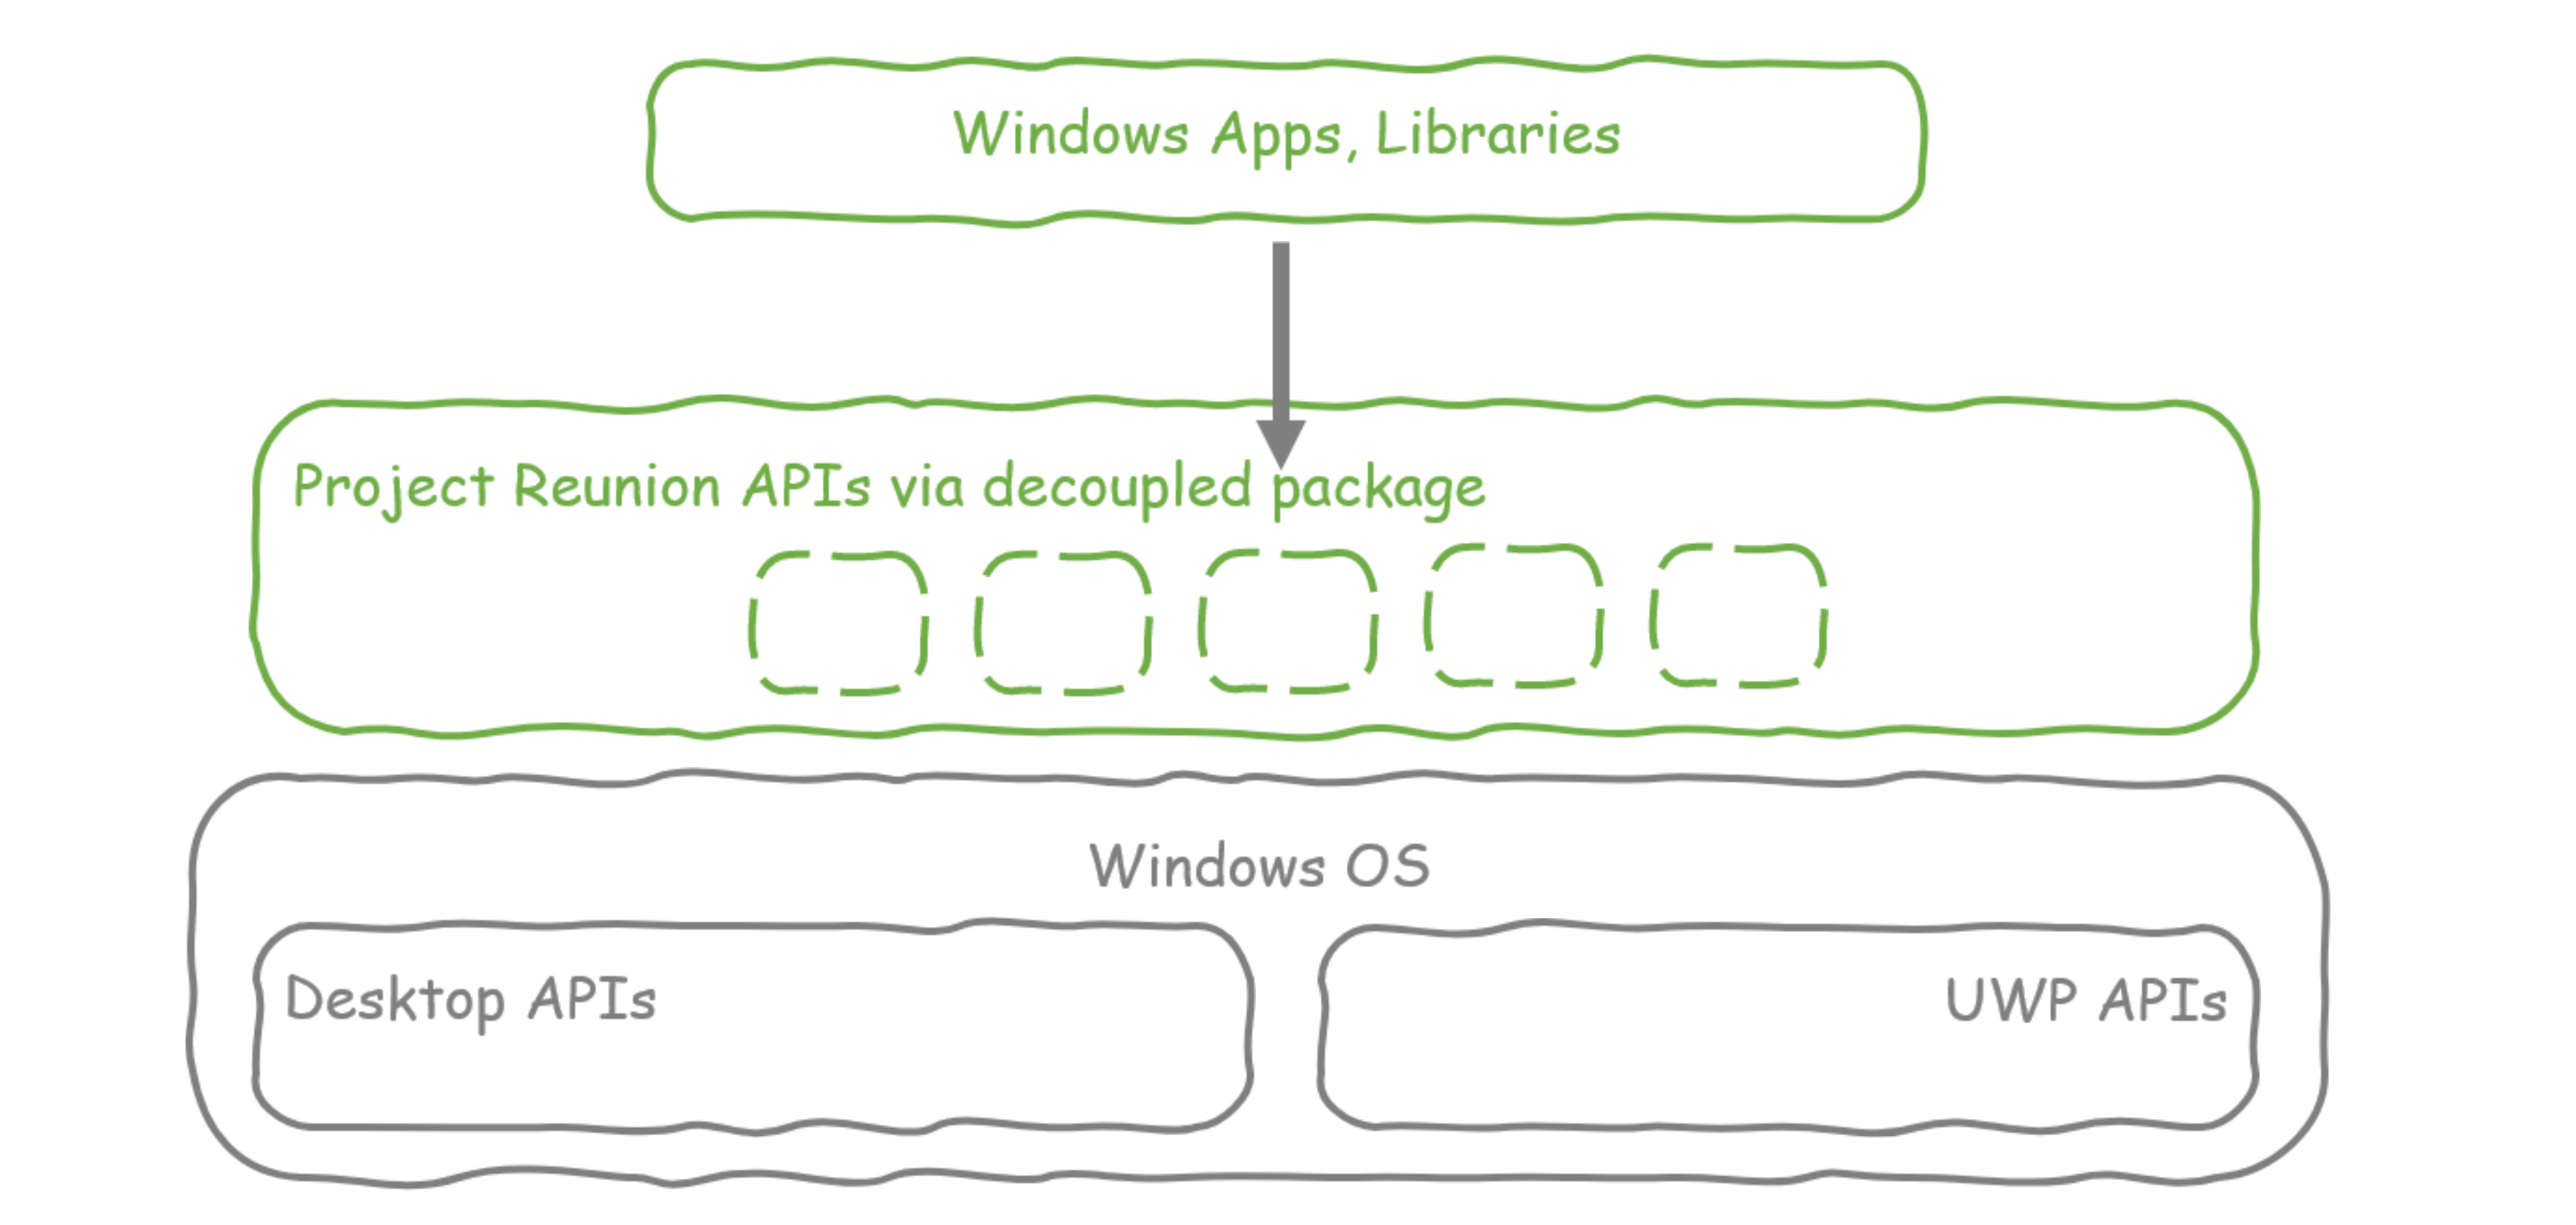 Windows Apps, Libraries
Project Reunion APIs via decoupled package
Windows OS
Desktop APIs
UWP APIs